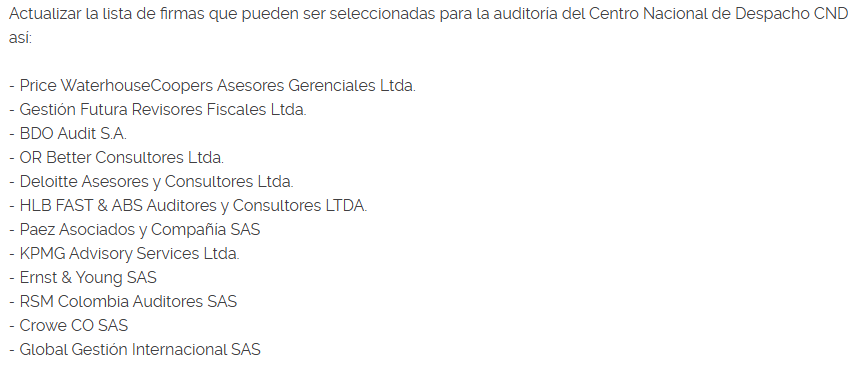 Actualizar la lista de firmas que pueden ser seleccionadas para la auditoría del Centro Nacional de Despacho CND
así:
- Price WaterhouseCoopers Asesores Gerenciales Ltda.
- Gestión Futura Revisores Fiscales Ltda.
- BDO Audit S.A.
- OR Better Consultores Ltda.
- Deloitte Asesores y Consultores Ltda.
- HLB FAST & ABS Auditores y Consultores LTDA.
- Paez Asociados y Compañía SAS
- KPMG Advisory Services Ltda.
- Ernst & Young SAS
- RSM Colombia Auditores SAS
- Crowe CO SAS
- Global Gestión Internacional SAS